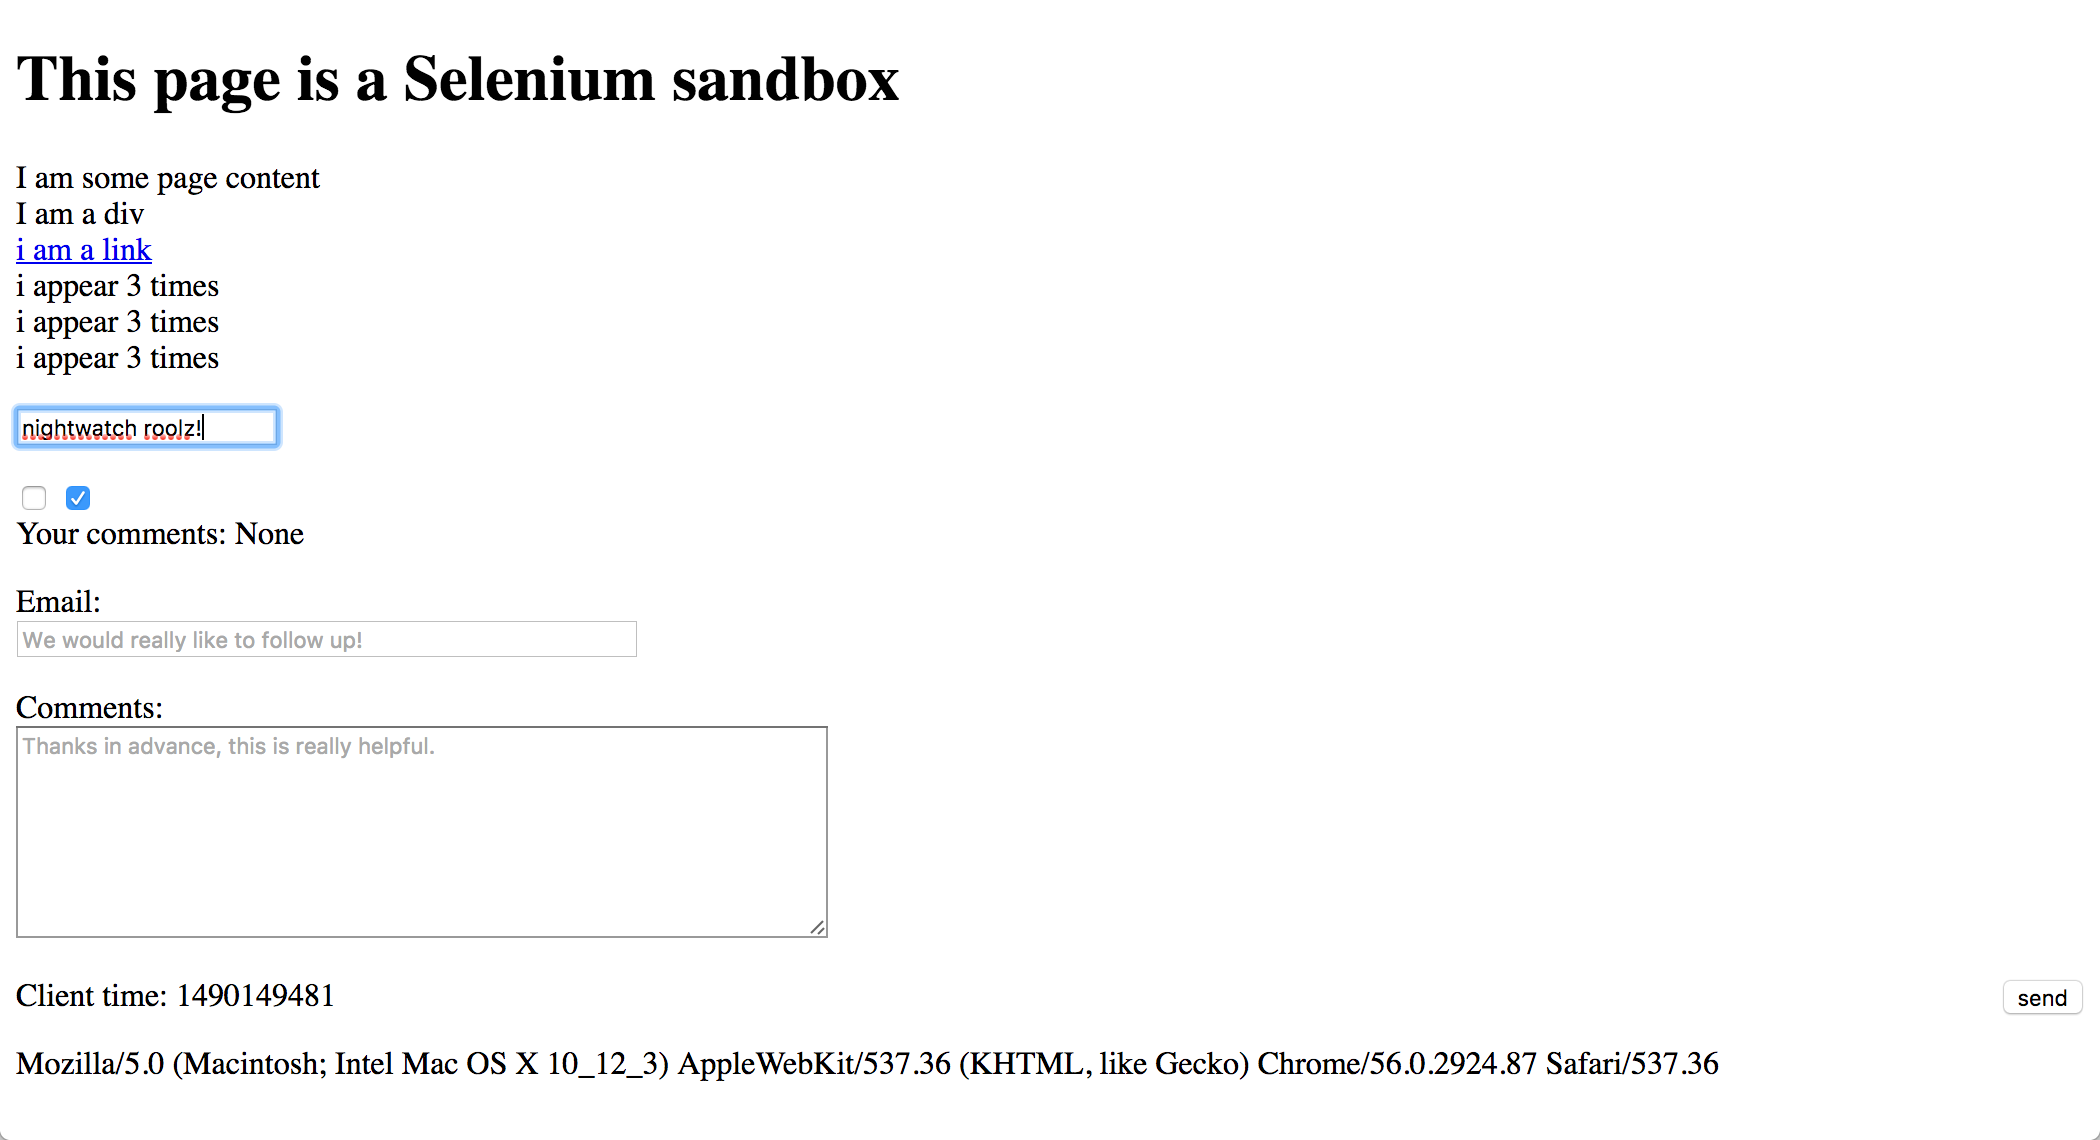 This page is a Selenium sandbox
I am some page content
I am a div
i am a link
i appear 3 times
i appear 3 times
i appear 3 times
nightwatch roolz!
Your comments: None
Email:
We would really like to follow up!
Comments:
Thanks in advance, this is really helpful.
Client time: 1490149481
send
Mozilla/5.0 (Macintosh; Intel Mac OS X 10_12_3) AppleWebKit/537.36 (KHTML, like Gecko) Chrome/56.0.2924.87 Safari/537.36